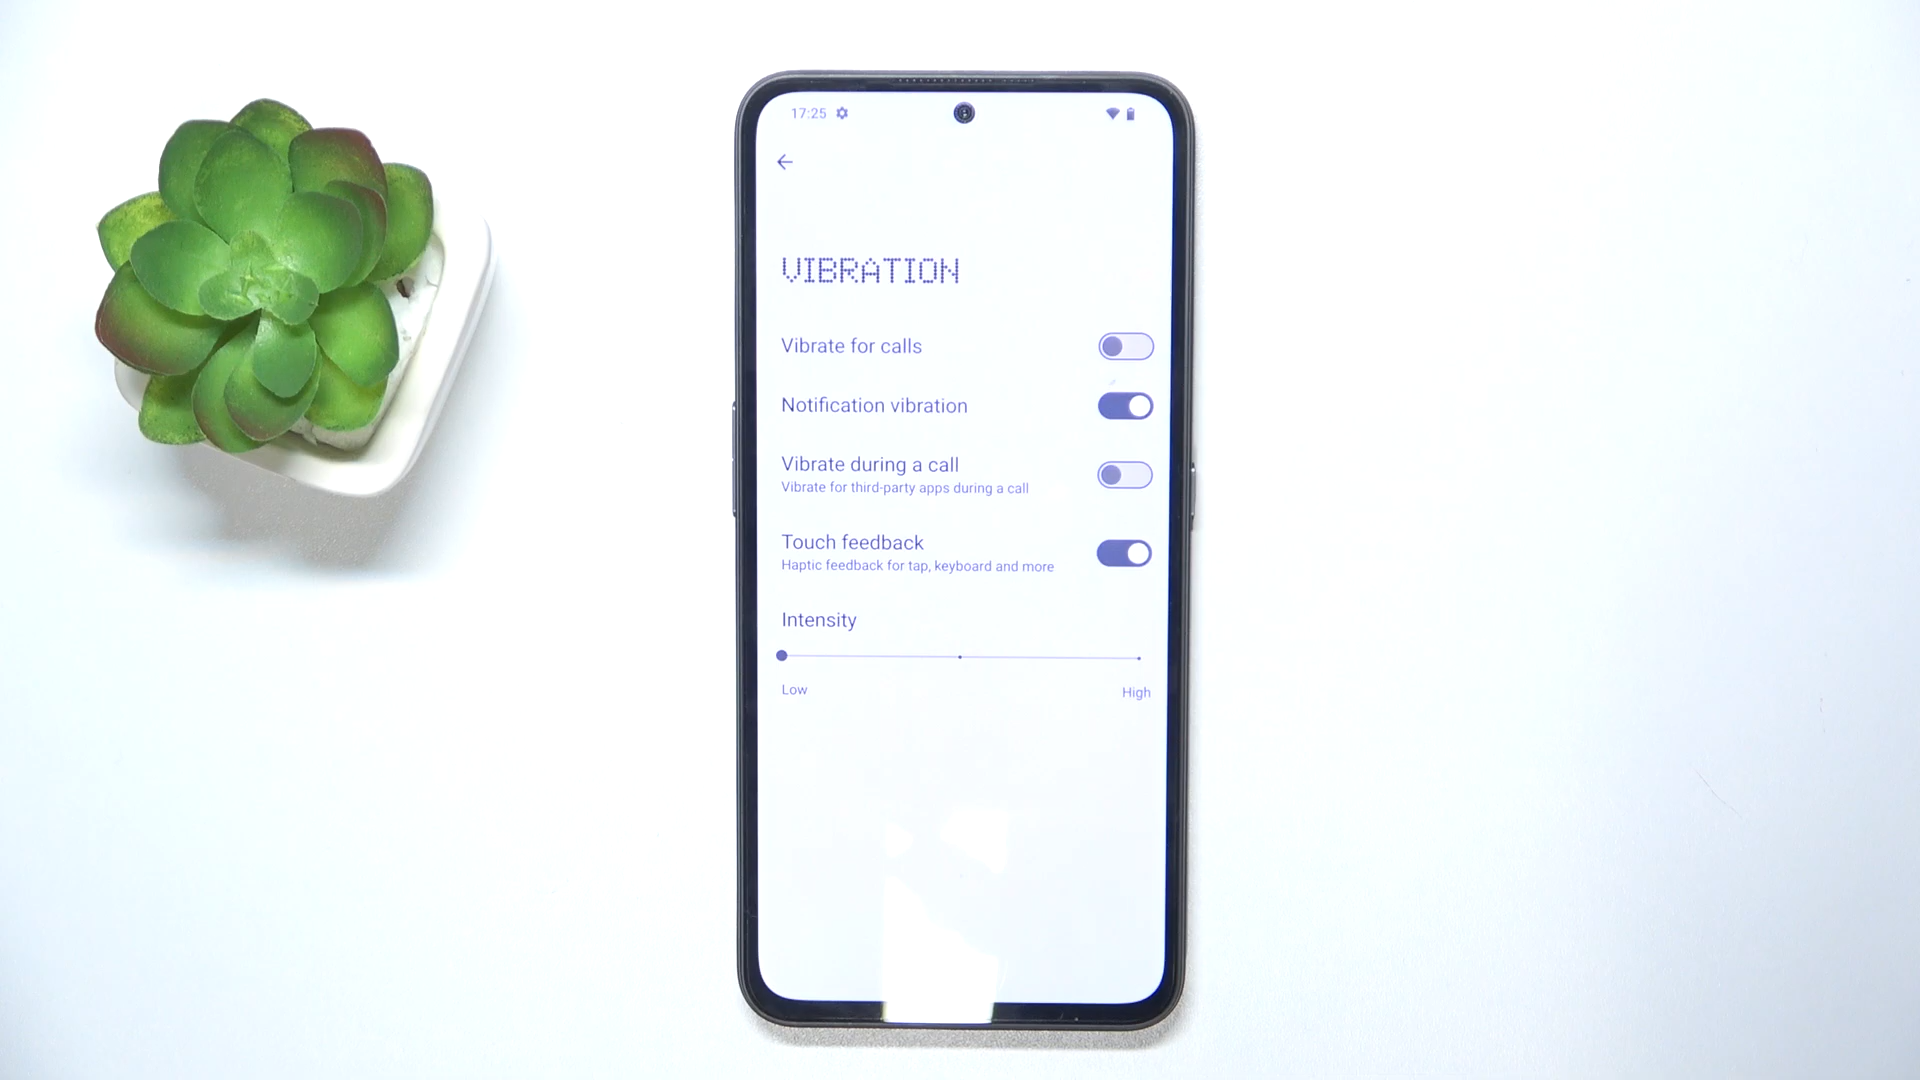 17:25
VIBRATION
Vibrate for calls
Notification vibration
Vibrate during a call
Vibrate for third-party apps during a call
Touch feedback
Haptic feedback for tap, keyboard and more
Intensity
Low High